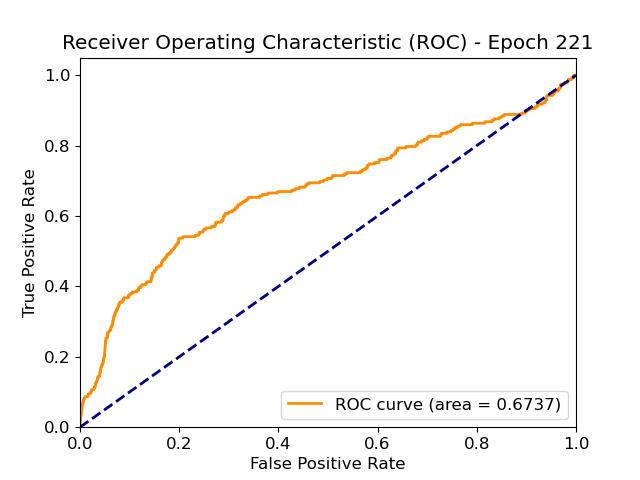 Receiver Operating Characteristic (ROC) - Epoch 221
True Positive Rate
1.0
0.8
0.6
0.4
0.2
0.0
ROC curve (area = 0.6737)
0.0 0.2 0.4 0.6 0.8 1.0
False Positive Rate